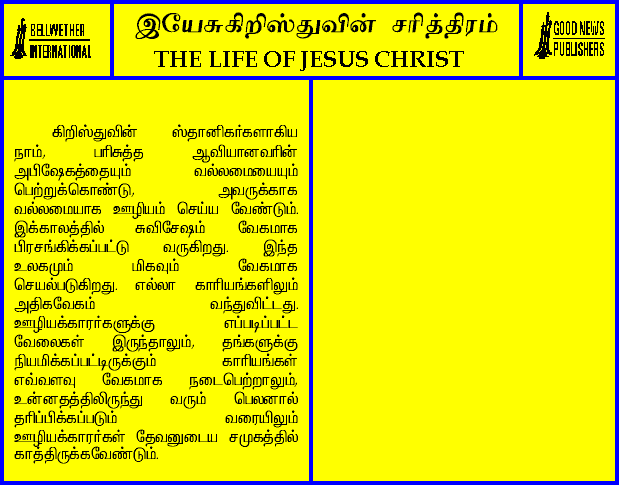 BELLWETHER
INTERNATIONAL
இயேசுகிறிஸ்துவின் சரித்திரம்
THE LIFE OF JESUS CHRIST
GOOD NEWS
PUBLISHERS
கிறிஸ்துவின் ஸ்தானிகர்களாகிய
நாம், பரிசுத்த ஆவியானவரின்
அபிஷேகத்தையும் வல்லமையையும்
பெற்றுக்கொண்டு, அவருக்காக
வல்லமையாக ஊழியம் செய்ய வேண்டும்.
இக்காலத்தில் சுவிசேஷம் வேகமாக
பிரசங்கிக்கப்பட்டு வருகிறது. இந்த
உலகமும் மிகவும் வேகமாக
செயல்படுகிறது. எல்லா காரியங்களிலும்
அதிகவேகம் வந்துவிட்டது.
ஊழியக்காரர்களுக்கு எப்படிப்பட்ட
வேலைகள் இருந்தாலும், தங்களுக்கு
நியமிக்கப்பட்டிருக்கும் காரியங்கள்
எவ்வளவு வேகமாக நடைபெற்றாலும்,
உன்னதத்திலிருந்து வரும் பெலனால்
தரிப்பிக்கப்படும் வரையிலும்
ஊழியக்காரர்கள் தேவனுடைய சமுகத்தில்
காத்திருக்கவேண்டும்.